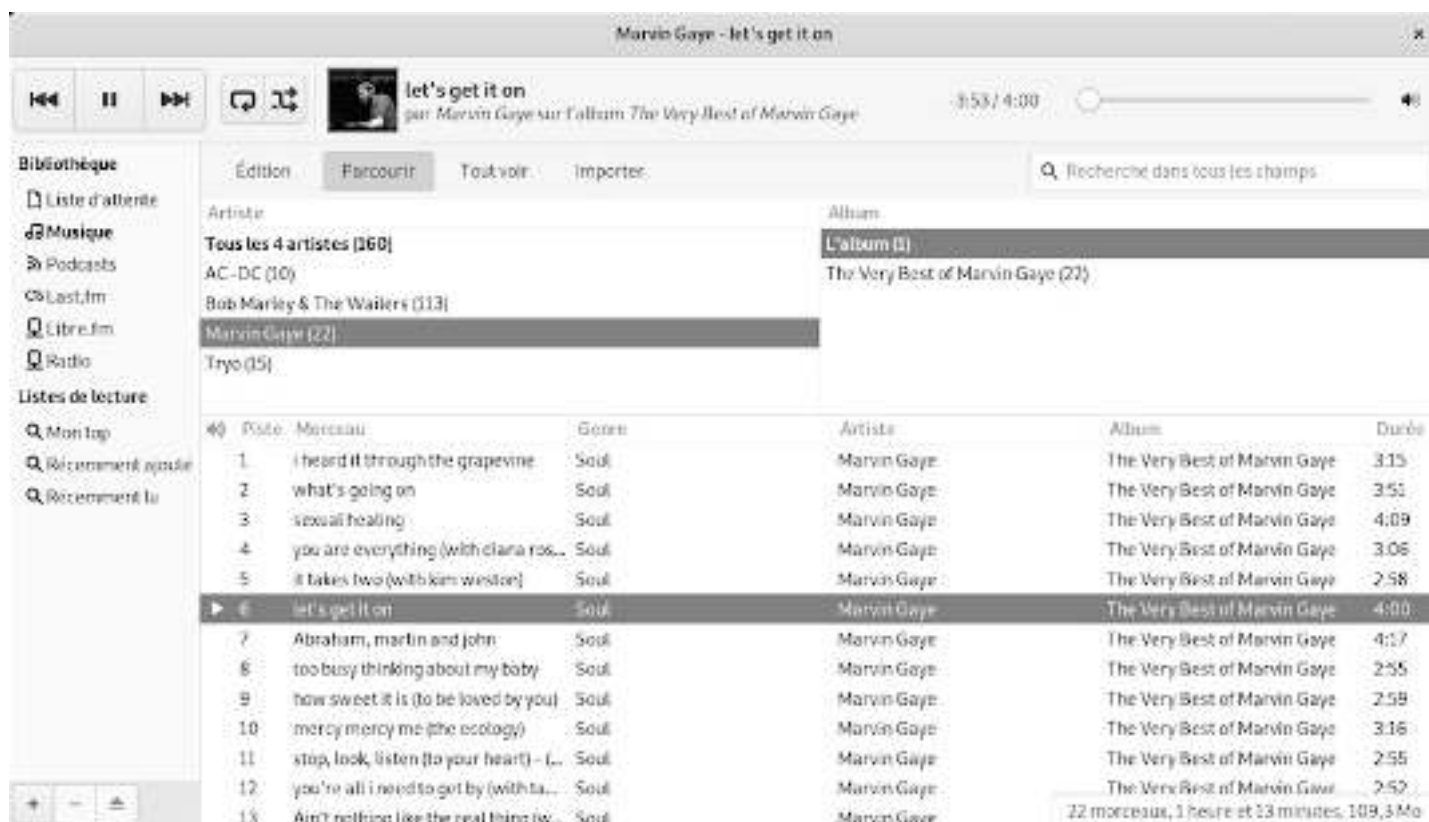 Marvin Gaye - let's get it on
let's get it on
par Marvin Gaye sur l'album The Very Best of Marvin Gaye
3:53 / 4:00
Bibliothèque
Liste d'attente
Musique
Podcasts
Last.fm
Libre.fm
Radio
Listes de lecture
Mon top
Récemment ajouté
Récemment lu
Édition Parcourir Tout voir Importer
Recherche dans tous les champs
Artiste
Tous les 4 artistes (160)
AC-DC (10)
Bob Marley & The Wailers (113)
Marvin Gaye (22)
Tryo (15)
Album
L'album (1)
The Very Best of Marvin Gaye (22)
Piste Morceau Genre Artiste Album Durée
1 i heard it through the grapevine Soul Marvin Gaye The Very Best of Marvin Gaye 3:15
2 what's going on Soul Marvin Gaye The Very Best of Marvin Gaye 3:51
3 sexual healing Soul Marvin Gaye The Very Best of Marvin Gaye 4:09
4 you are everything (with diana ros... Soul Marvin Gaye The Very Best of Marvin Gaye 3:06
5 it takes two (with kim weston) Soul Marvin Gaye The Very Best of Marvin Gaye 2:58
6 let's get it on Soul Marvin Gaye The Very Best of Marvin Gaye 4:00
7 Abraham, martin and john Soul Marvin Gaye The Very Best of Marvin Gaye 4:17
8 too busy thinking about my baby Soul Marvin Gaye The Very Best of Marvin Gaye 2:55
9 how sweet it is (to be loved by you) Soul Marvin Gaye The Very Best of Marvin Gaye 2:59
10 mercy mercy me (the ecology) Soul Marvin Gaye The Very Best of Marvin Gaye 3:16
11 stop, look, listen (to your heart) - (... Soul Marvin Gaye The Very Best of Marvin Gaye 2:55
12 you're all i need to get by (with ta... Soul Marvin Gaye The Very Best of Marvin Gaye 2:52
13 Ain't nothing like the real thing (w... Soul Marvin Gaye
22 morceaux, 1 heure et 13 minutes, 109,3 Mo